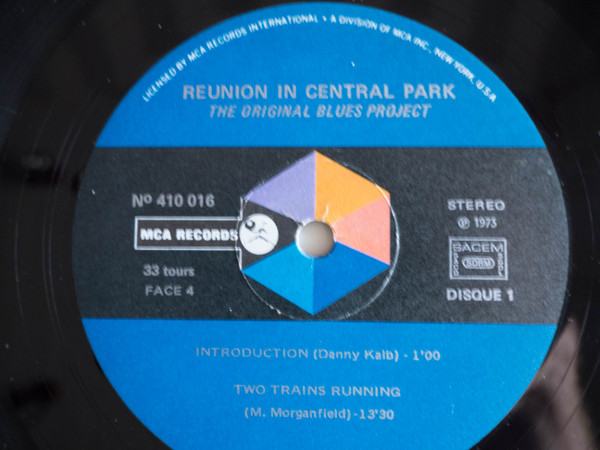 LICENSED BY MCA RECORDS INTERNATIONAL • A DIVISION OF MCA INC., NEW YORK, U.S.A.
REUNION IN CENTRAL PARK
THE ORIGINAL BLUES PROJECT
Nº 410 016
STEREO
℗ 1973
MCA RECORDS
SACEM
SDRM
33 tours
FACE 4
DISQUE 1
INTRODUCTION (Danny Kalb) - 1'00
TWO TRAINS RUNNING
(M. Morganfield) - 13'30